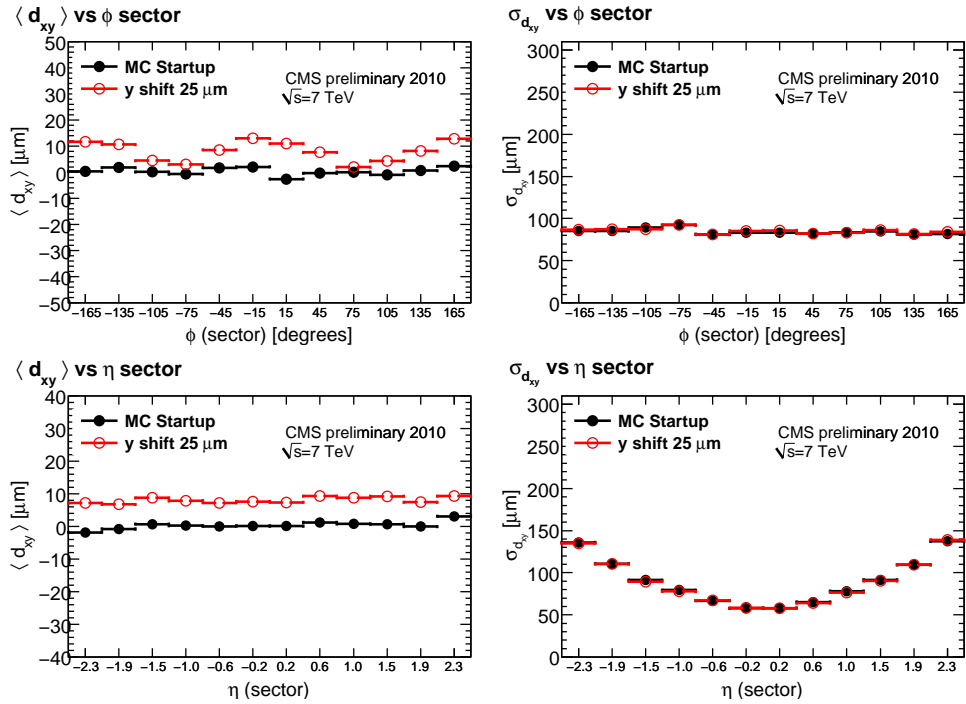 ⟨ d_xy ⟩ vs ϕ sector
50
40
30
20
10
0
−10
−20
−30
−40
−50
⟨ d_xy ⟩ [μm]
MC Startup
y shift 25 μm
CMS preliminary 2010
√s=7 TeV
−165 −135 −105 −75 −45 −15 15 45 75 105 135 165
ϕ (sector) [degrees]
σ_d_xy vs ϕ sector
300
250
200
150
100
50
0
σ_d_xy [μm]
MC Startup
y shift 25 μm
CMS preliminary 2010
√s=7 TeV
−165 −135 −105 −75 −45 −15 15 45 75 105 135 165
ϕ (sector) [degrees]
⟨ d_xy ⟩ vs η sector
40
30
20
10
0
−10
−20
−30
−40
⟨ d_xy ⟩ [μm]
MC Startup
y shift 25 μm
CMS preliminary 2010
√s=7 TeV
−2.3 −1.9 −1.5 −1.0 −0.6 −0.2 0.2 0.6 1.0 1.5 1.9 2.3
η (sector)
σ_d_xy vs η sector
300
250
200
150
100
50
0
σ_d_xy [μm]
MC Startup
y shift 25 μm
CMS preliminary 2010
√s=7 TeV
−2.3 −1.9 −1.5 −1.0 −0.6 −0.2 0.2 0.6 1.0 1.5 1.9 2.3
η (sector)